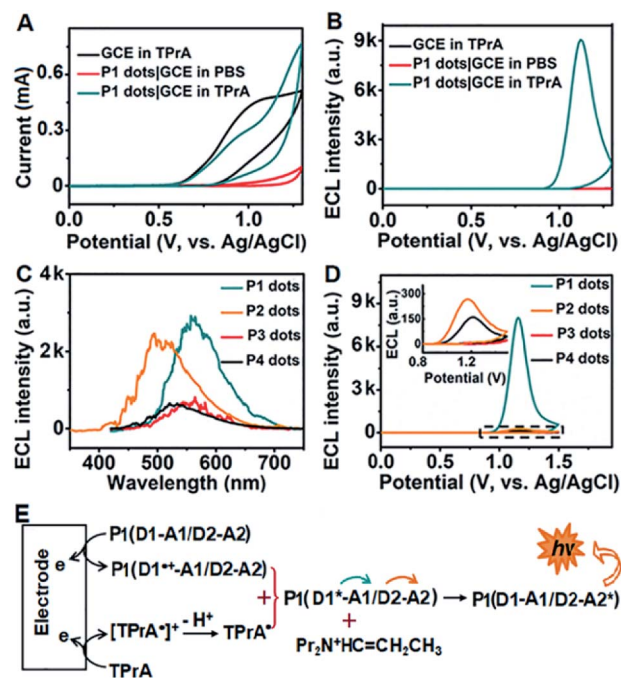 A
GCE in TPrA
P1 dots|GCE in PBS
P1 dots|GCE in TPrA
Current (mA)
0.6
0.3
0.0
0.0 0.5 1.0
Potential (V, vs. Ag/AgCl)
B
GCE in TPrA
P1 dots|GCE in PBS
P1 dots|GCE in TPrA
ECL intensity (a.u.)
9k
6k
3k
0
0.0 0.5 1.0
Potential (V, vs. Ag/AgCl)
C
P1 dots
P2 dots
P3 dots
P4 dots
ECL intensity (a.u.)
4k
2k
0
400 500 600 700
Wavelength (nm)
D
P1 dots
P2 dots
P3 dots
P4 dots
ECL (a.u.)
300
150
0
0.8 1.2
Potential (V)
ECL intensity (a.u.)
9k
6k
3k
0
0.0 0.5 1.0 1.5
Potential (V, vs. Ag/AgCl)
E
Electrode
e
P1(D1-A1/D2-A2)
P1(D1•+-A1/D2-A2)
e
[TPrA•]+ - H+ TPrA•
TPrA
+
P1(D1*-A1/D2-A2)
+
Pr2N+HC=CH2CH3
P1(D1-A1/D2-A2*)
hν